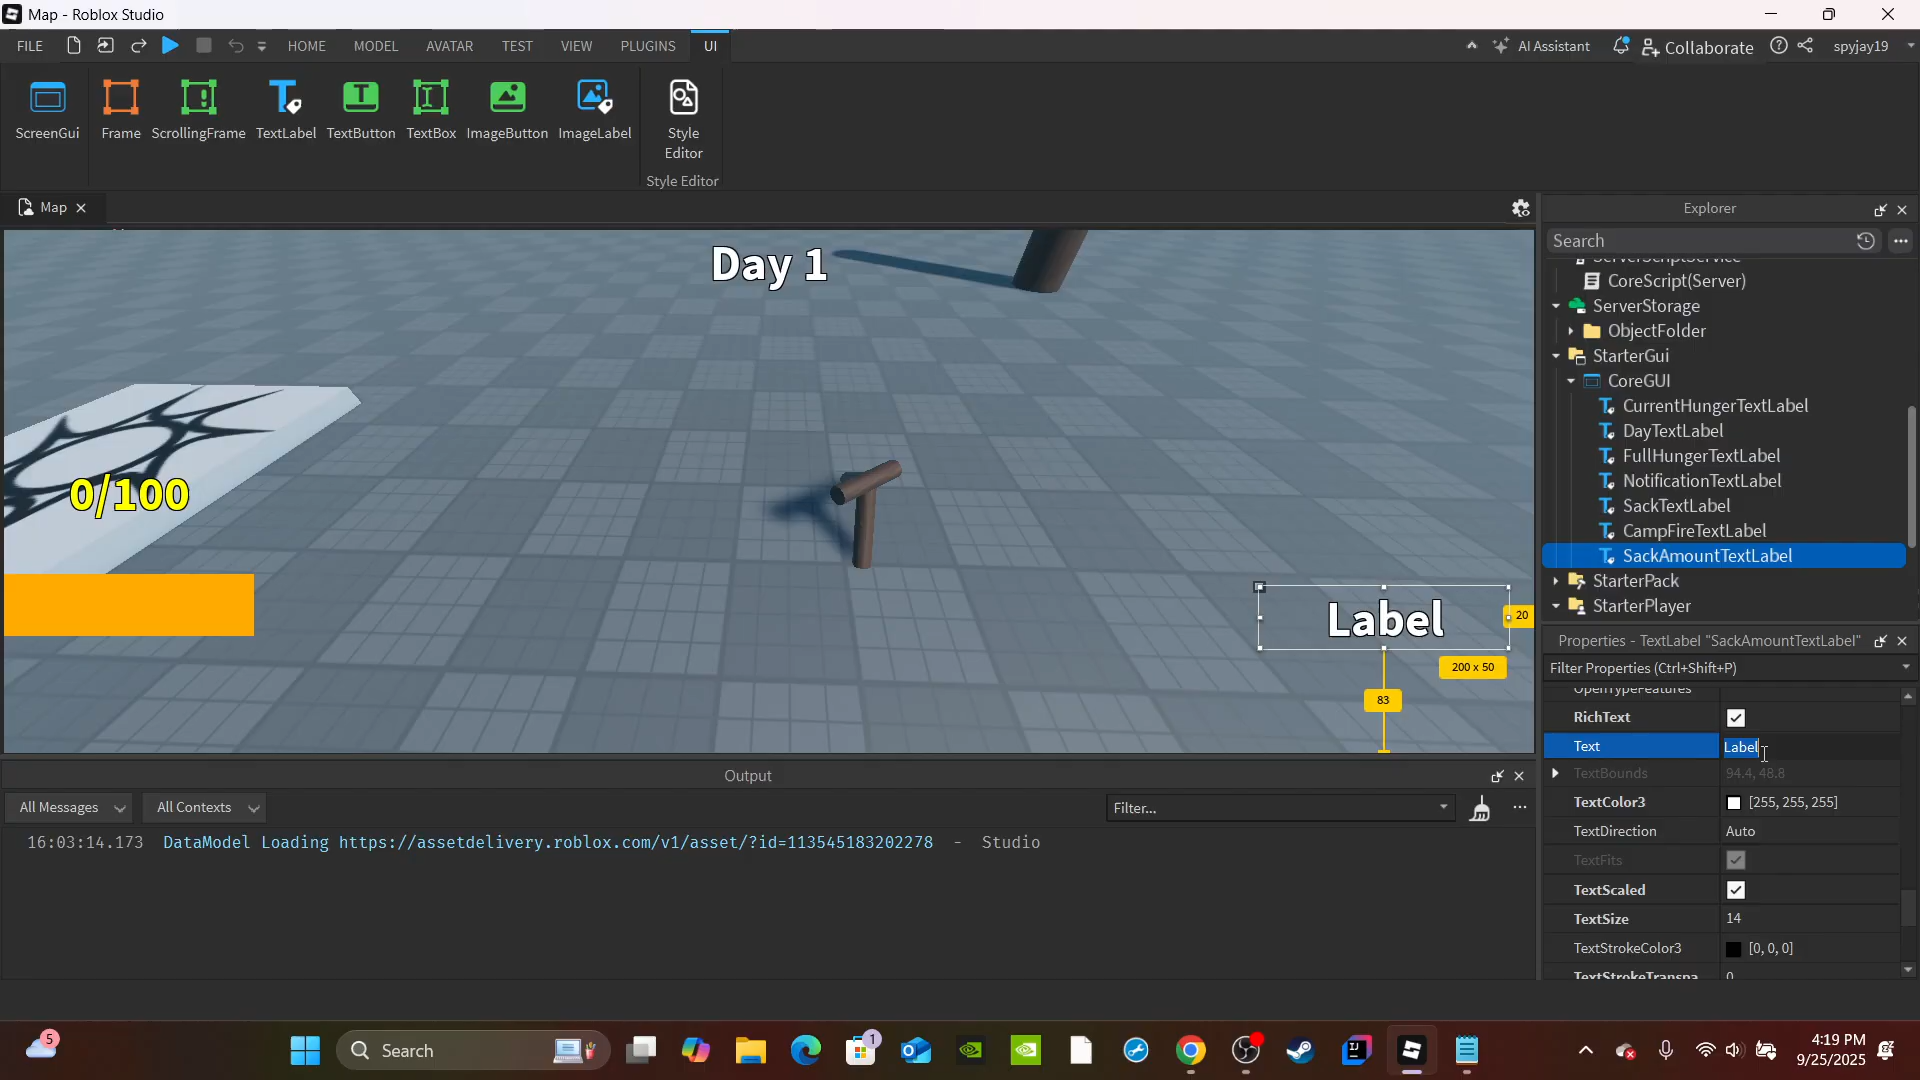 Map - Roblox Studio
FILE HOME MODEL AVATAR TEST VIEW PLUGINS UI AI Assistant Collaborate spyjay19
ScreenGui Frame ScrollingFrame TextLabel TextButton TextBox ImageButton ImageLabel Style Editor
Style Editor
Map
Day 1
0/100
Label
20
200 x 50
83
Explorer
Search
ServerScriptService
CoreScript(Server)
ServerStorage
ObjectFolder
StarterGui
CoreGUI
CurrentHungerTextLabel
DayTextLabel
FullHungerTextLabel
NotificationTextLabel
SackTextLabel
CampFireTextLabel
SackAmountTextLabel
StarterPack
StarterPlayer
Properties - TextLabel "SackAmountTextLabel"
Filter Properties (Ctrl+Shift+P)
OpenTypeFeatures
RichText
Text Label
TextBounds 94.4, 48.8
TextColor3 [255, 255, 255]
TextDirection Auto
TextFits
TextScaled
TextSize 14
TextStrokeColor3 [0, 0, 0]
TextStrokeTranspa 0
Output
All Messages All Contexts Filter...
16:03:14.173 DataModel Loading https://assetdelivery.roblox.com/v1/asset/?id=113545183202278 - Studio
5
Search
1
4:19 PM
9/25/2025